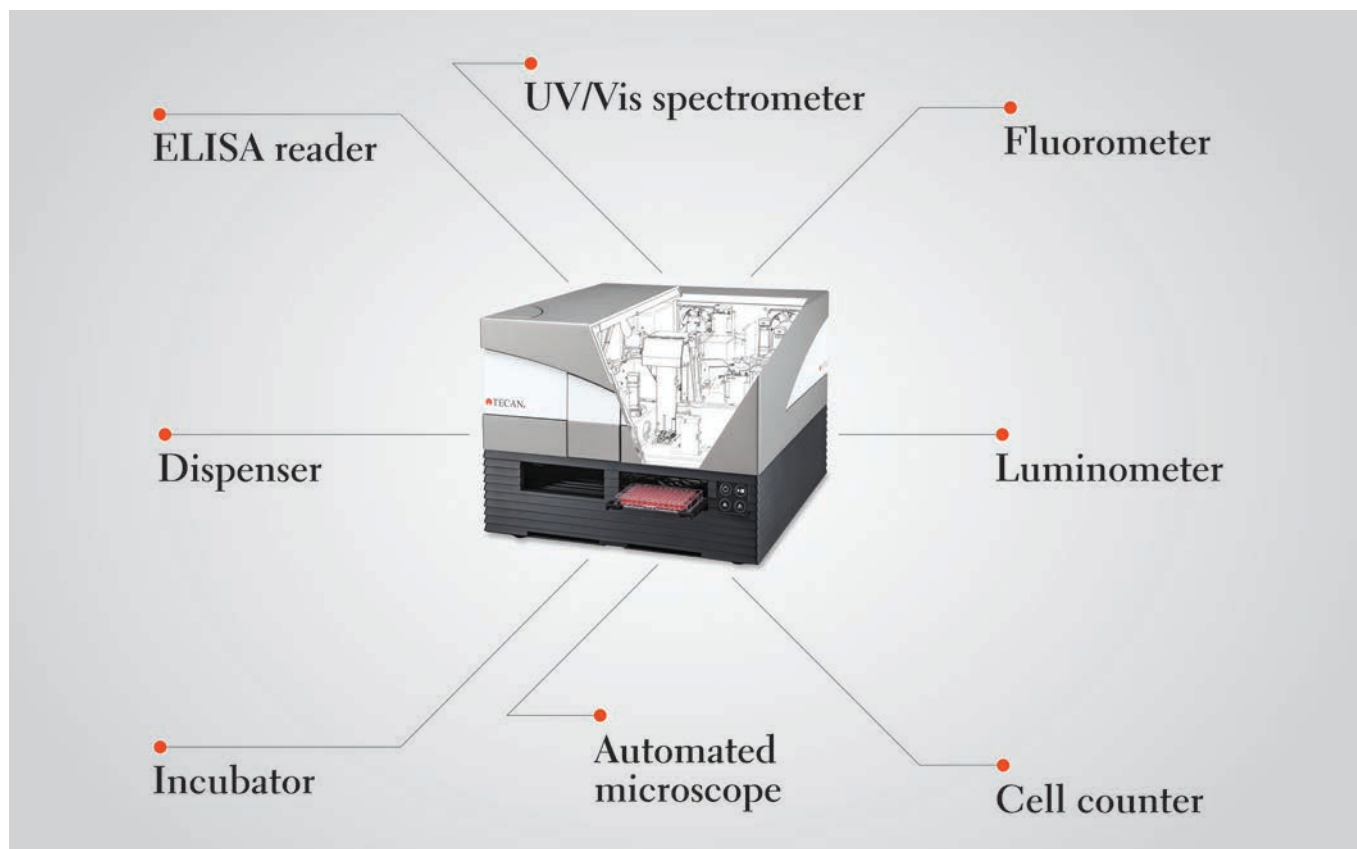 UV/Vis spectrometer
ELISA reader
Fluorometer
TECAN.
Dispenser
Luminometer
Incubator
Automated
microscope
Cell counter